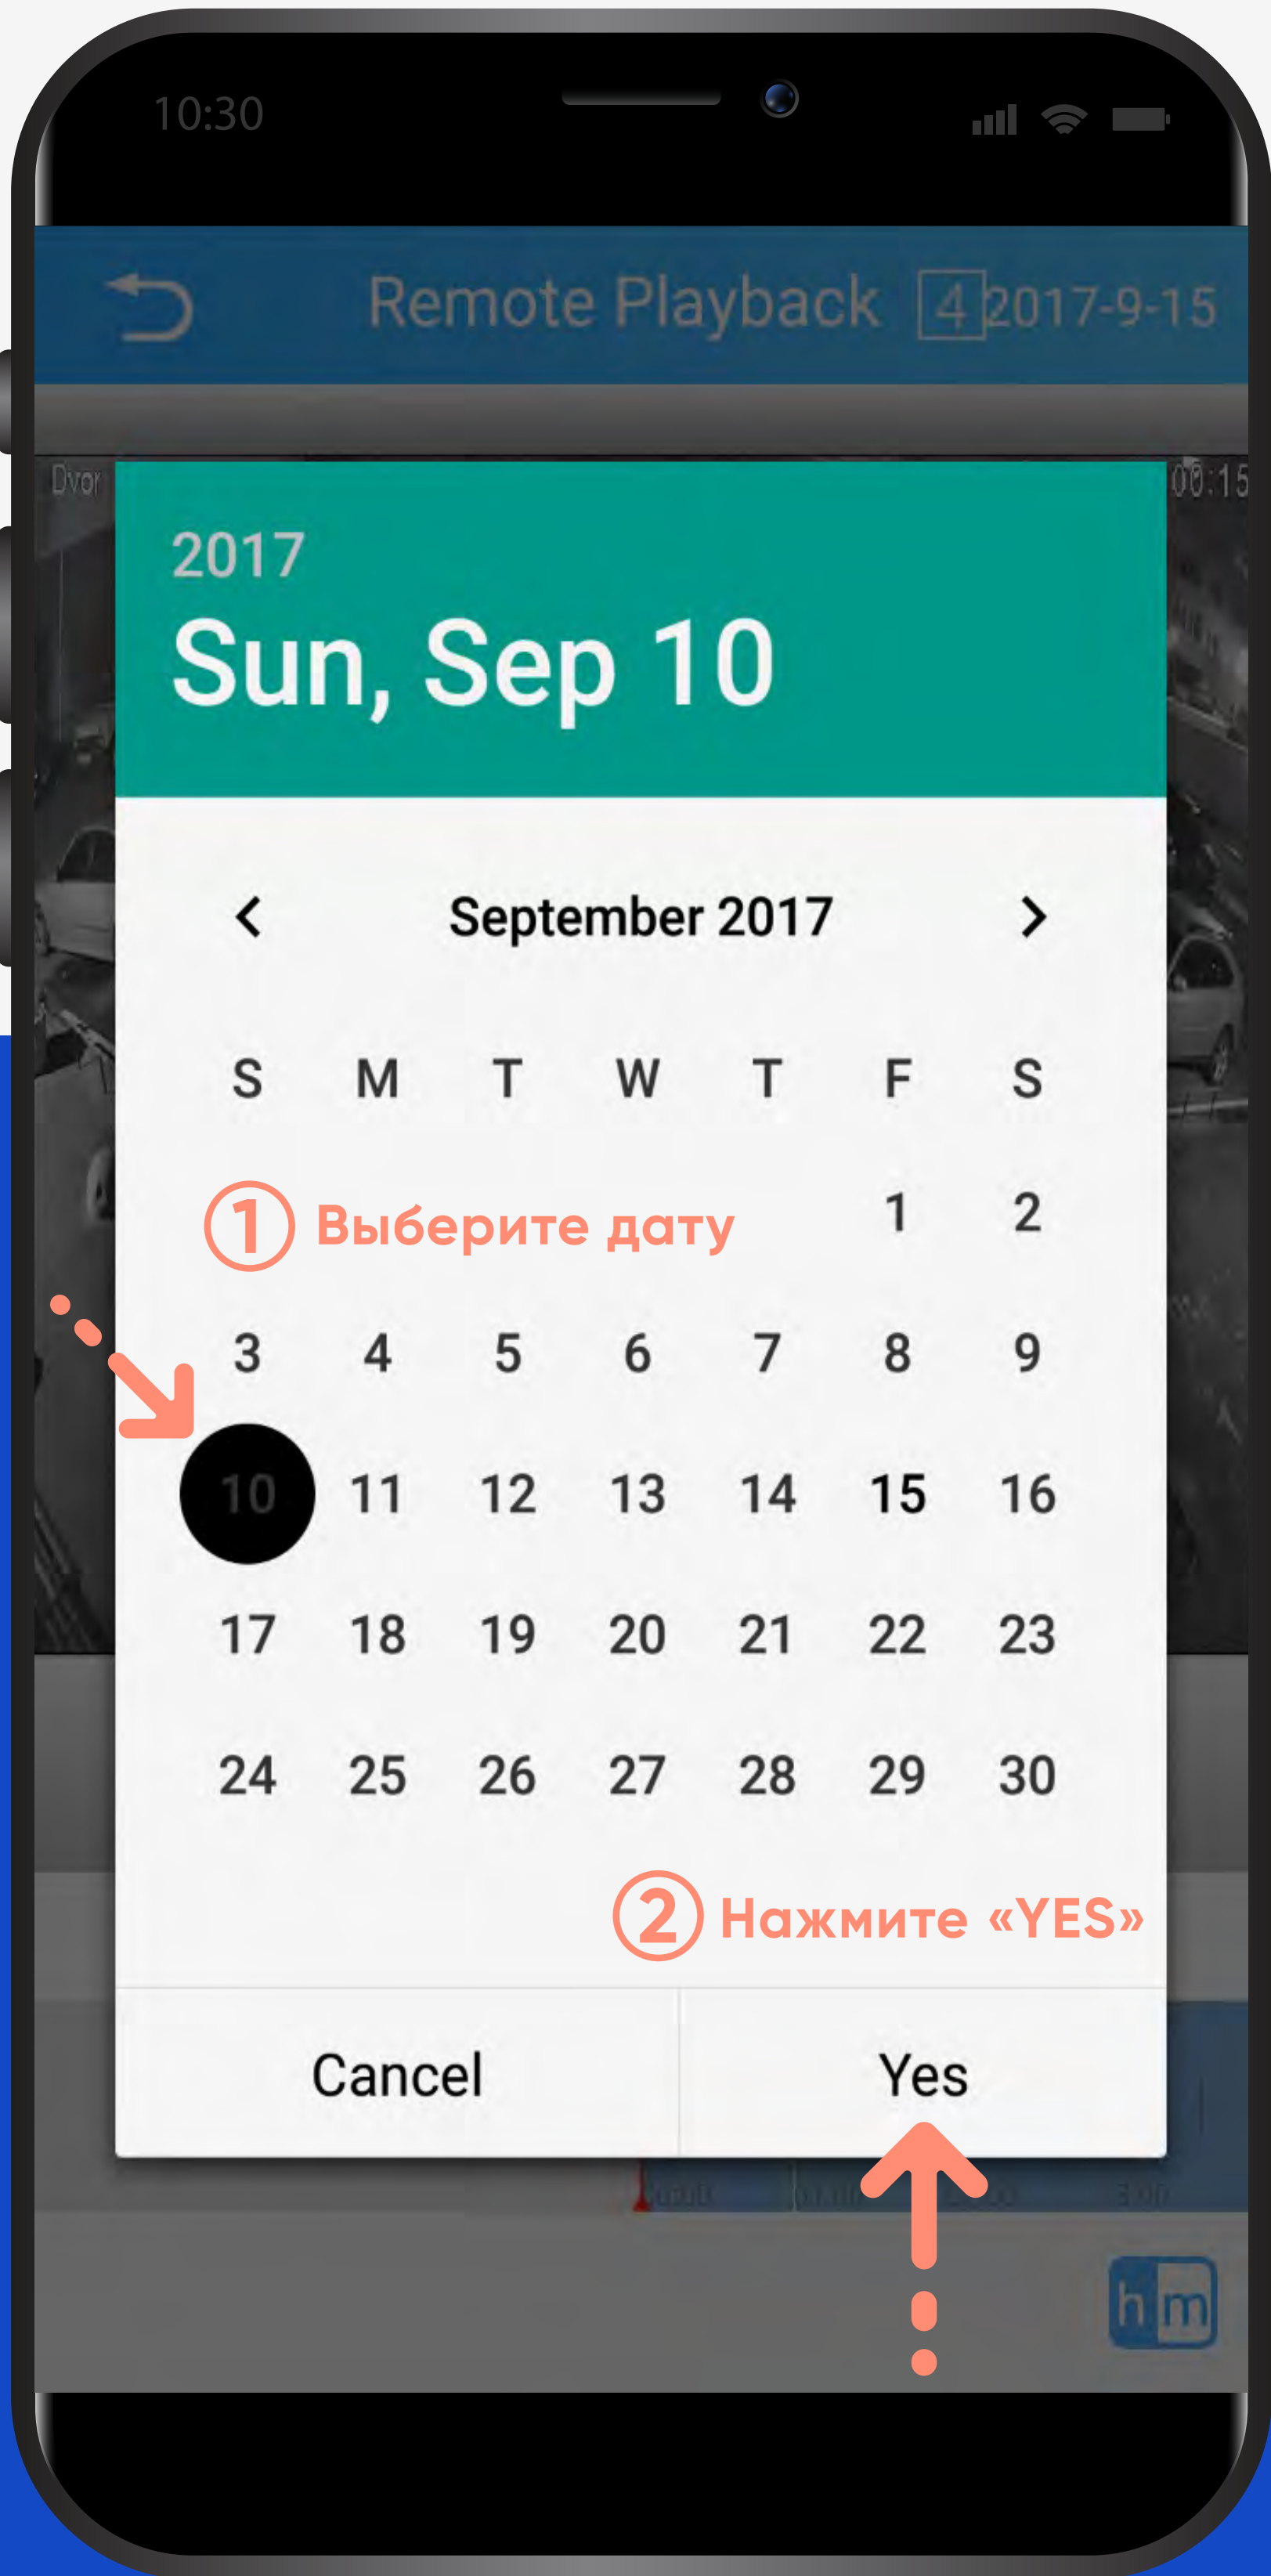 10:30
Remote Playback 4 2017-9-15
Dvor
00:15
2017
Sun, Sep 10
September 2017
S M T W T F S
① Выберите дату
1 2
3 4 5 6 7 8 9
10 11 12 13 14 15 16
17 18 19 20 21 22 23
24 25 26 27 28 29 30
② Нажмите «YES»
Cancel Yes
h m